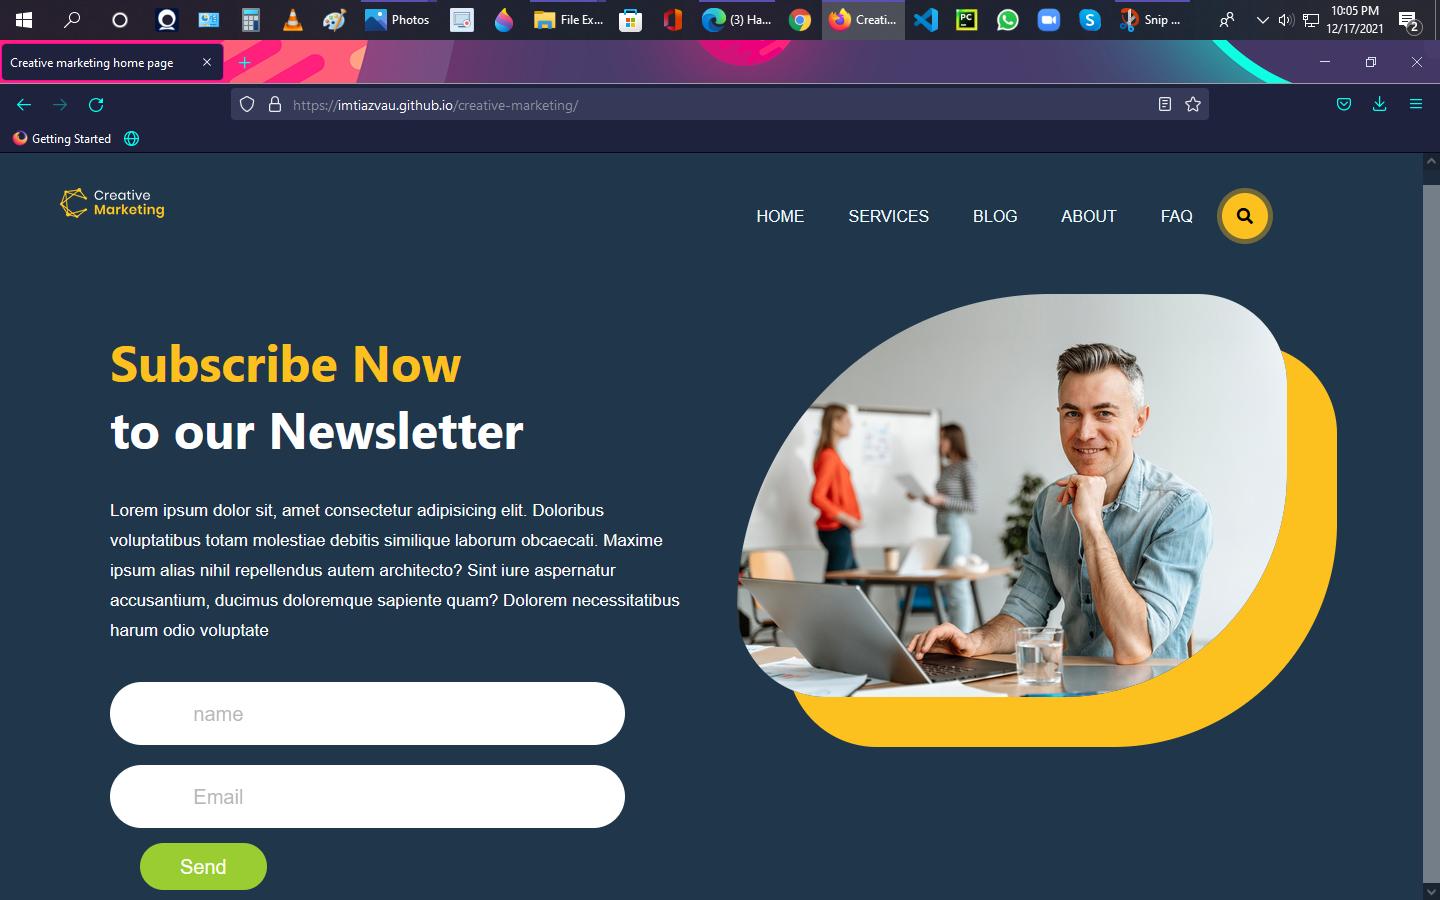 Photos
File Ex...
(3) Ha...
Creati...
Snip ...
10:05 PM
12/17/2021
2
Creative marketing home page
https://imtiazvau.github.io/creative-marketing/
Getting Started
Creative
Marketing
HOME
SERVICES
BLOG
ABOUT
FAQ
Subscribe Now
to our Newsletter
Lorem ipsum dolor sit, amet consectetur adipisicing elit. Doloribus
voluptatibus totam molestiae debitis similique laborum obcaecati. Maxime
ipsum alias nihil repellendus autem architecto? Sint iure aspernatur
accusantium, ducimus doloremque sapiente quam? Dolorem necessitatibus
harum odio voluptate
name
Email
Send